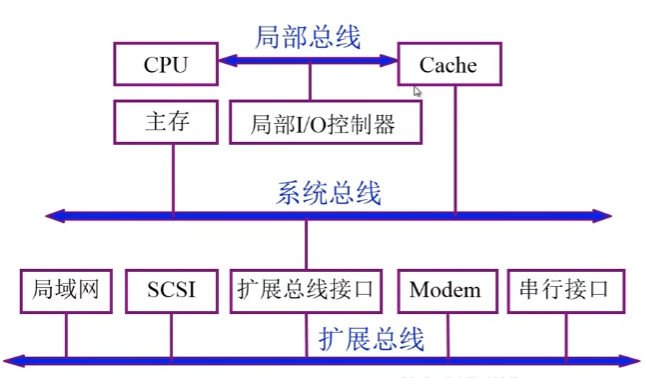 局部总线
CPU
Cache
主存
局部I/O控制器
系统总线
局域网
SCSI
扩展总线接口
Modem
串行接口
扩展总线